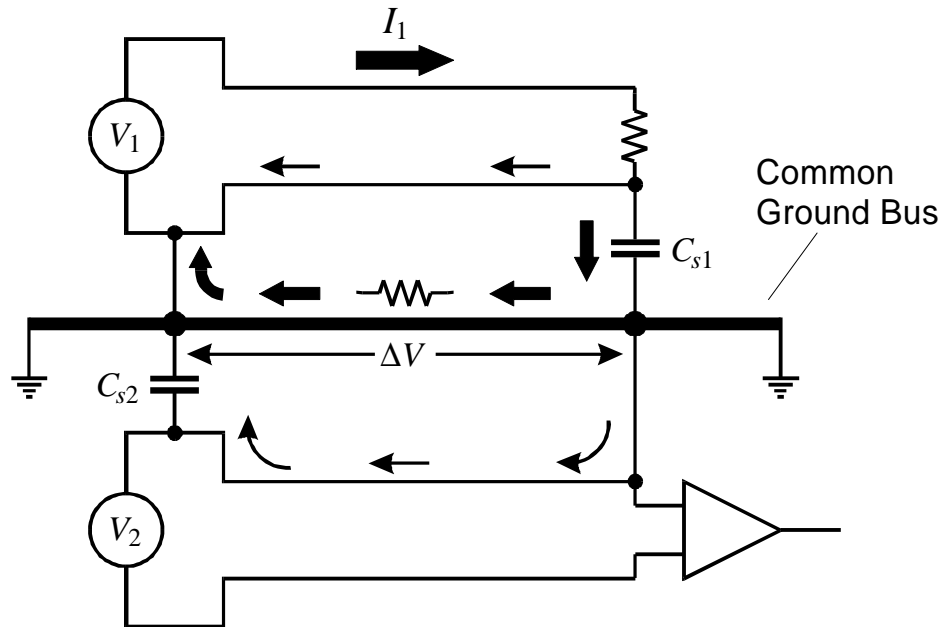 I₁
V₁
Common
Ground Bus
Cₛ₁
ΔV
Cₛ₂
V₂